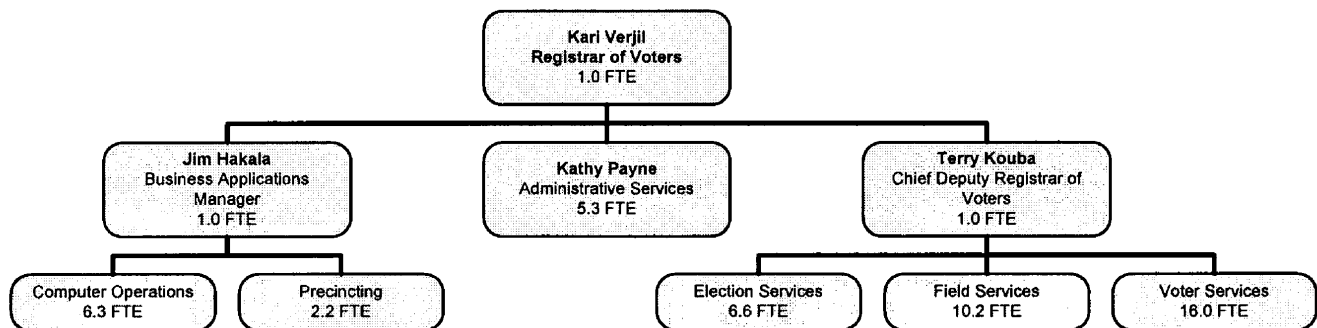 Kari Verjil
Registrar of Voters
1.0 FTE
Jim Hakala
Business Applications
Manager
1.0 FTE
Kathy Payne
Administrative Services
5.3 FTE
Terry Kouba
Chief Deputy Registrar of
Voters
1.0 FTE
Computer Operations
6.3 FTE
Precincting
2.2 FTE
Election Services
6.6 FTE
Field Services
10.2 FTE
Voter Services
16.0 FTE